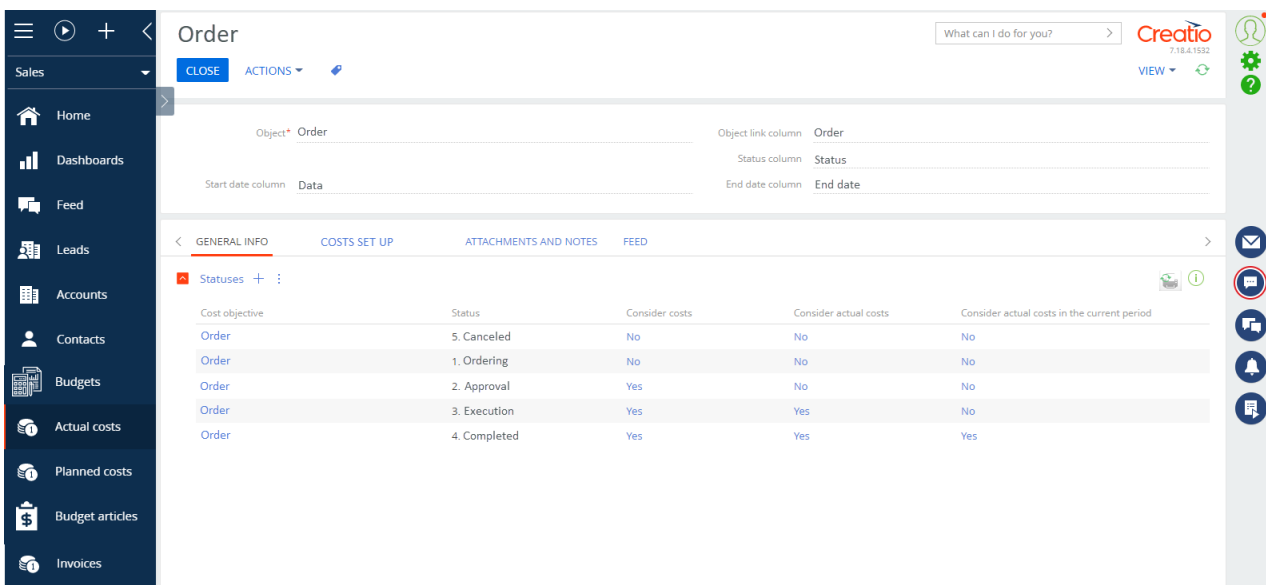 Order
What can I do for you?
Creatio
7.18.4.1532
Sales
CLOSE
ACTIONS
VIEW
Home
Dashboards
Feed
Leads
Accounts
Contacts
Budgets
Actual costs
Planned costs
Budget articles
Invoices
Object* Order
Object link column Order
Status column Status
Start date column Data
End date column End date
GENERAL INFO COSTS SET UP ATTACHMENTS AND NOTES FEED
Statuses
Cost objective Status Consider costs Consider actual costs Consider actual costs in the current period
Order 5. Canceled No No No
Order 1. Ordering No No No
Order 2. Approval Yes No No
Order 3. Execution Yes Yes No
Order 4. Completed Yes Yes Yes